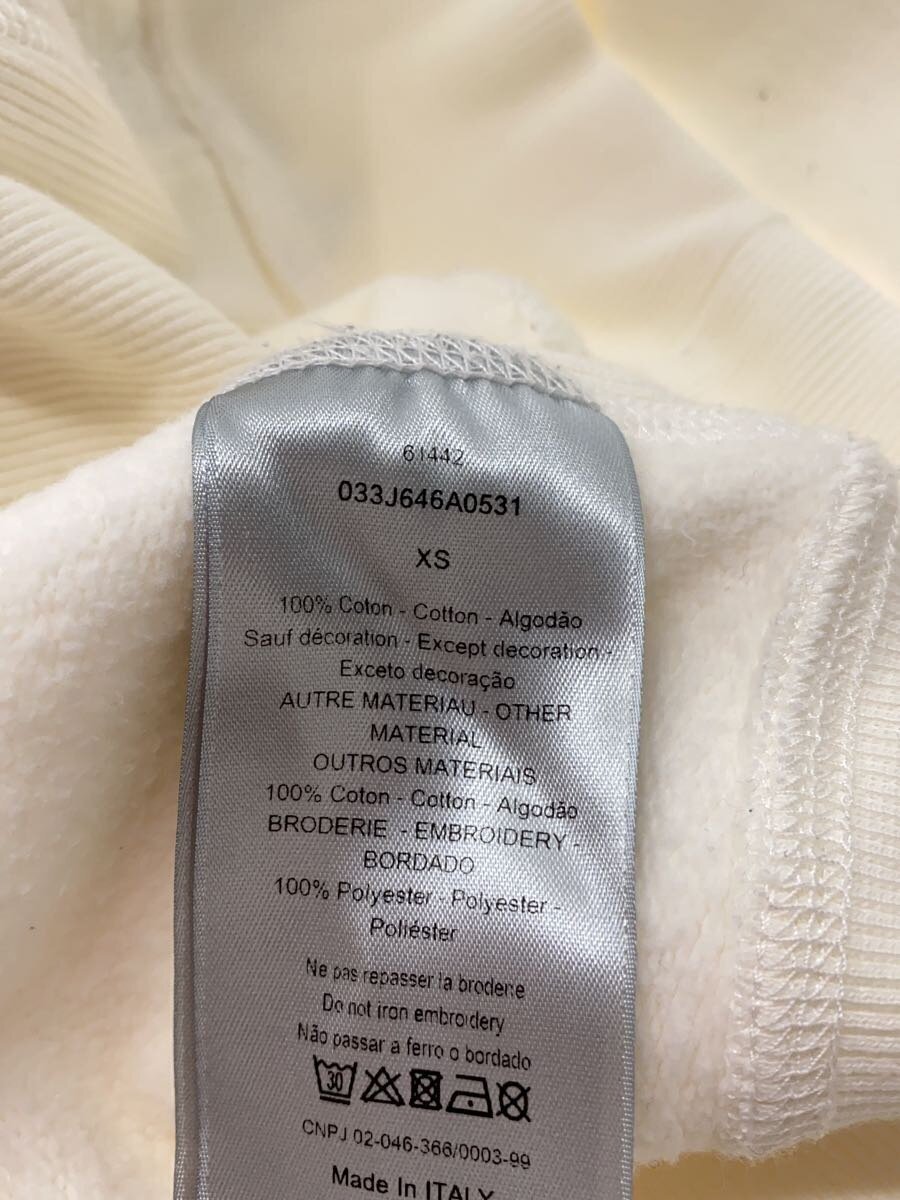 61442
033J646A0531
XS
100% Coton - Cotton - Algodão
Sauf décoration - Except decoration -
Exceto decoração
AUTRE MATERIAU - OTHER
MATERIAL
OUTROS MATERIAIS
100% Coton - Cotton - Algodão
BRODERIE - EMBROIDERY -
BORDADO
100% Polyester - Polyester -
Poliéster
Ne pas repasser la broderie
Do not iron embroidery
Não passar a ferro o bordado
30
CNPJ 02-046-366/0003-99
Made In ITALY